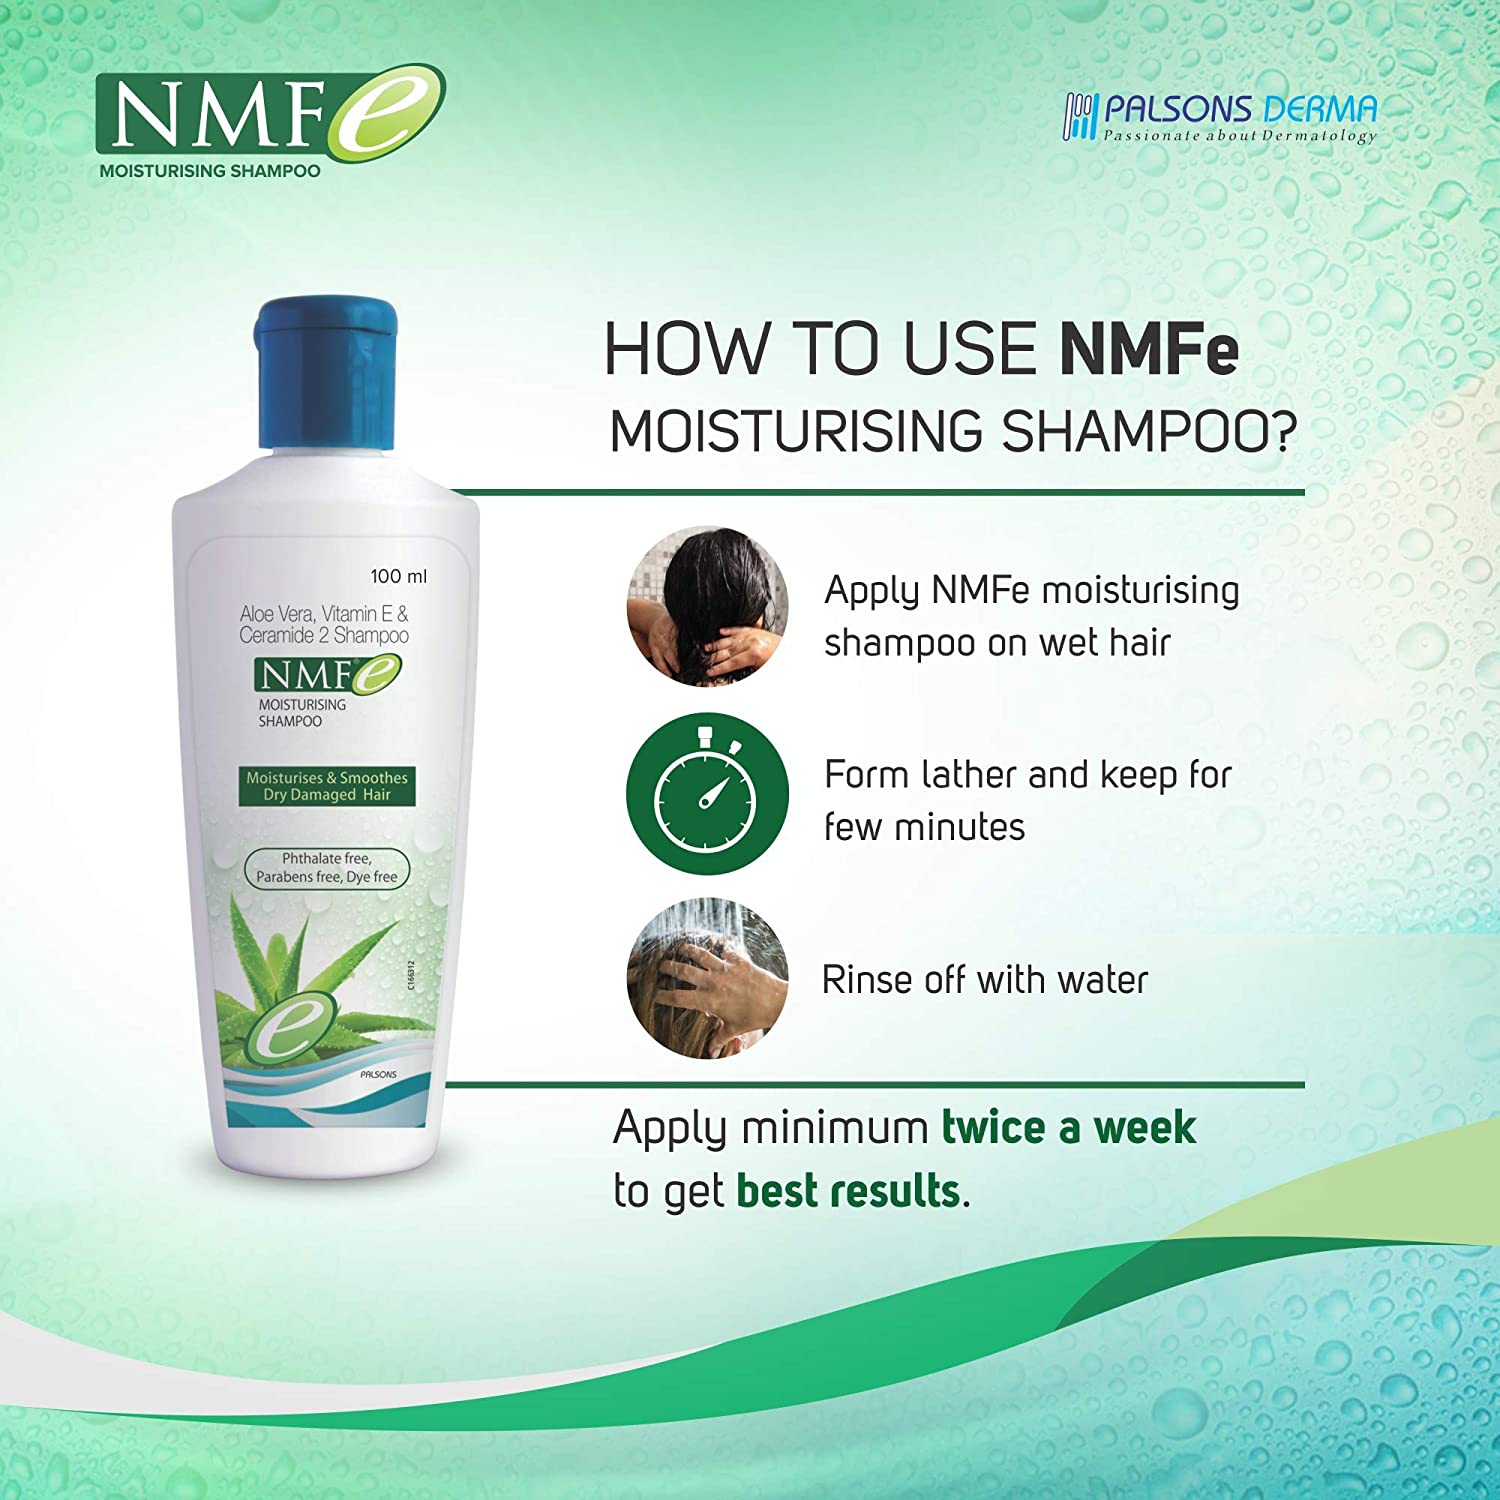 NMFe
MOISTURISING SHAMPOO
PALSONS DERMA
Passionate about Dermatology
HOW TO USE NMFe
MOISTURISING SHAMPOO?
100 ml
Aloe Vera, Vitamin E &
Ceramide 2 Shampoo
NMF®e
MOISTURISING
SHAMPOO
Moisturises & Smoothes
Dry Damaged Hair
Phthalate free,
Parabens free, Dye free
C166312
e
PALSONS
Apply NMFe moisturising
shampoo on wet hair
Form lather and keep for
few minutes
Rinse off with water
Apply minimum twice a week
to get best results.